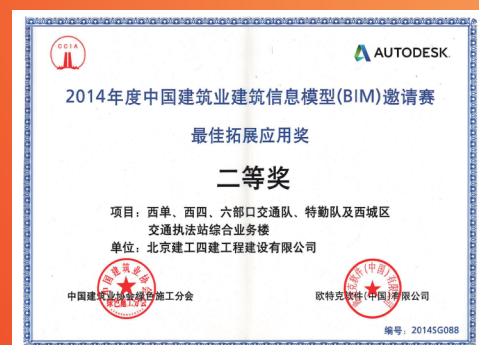 CCIA
AUTODESK.
2014年度中国建筑业建筑信息模型(BIM)邀请赛
最佳拓展应用奖
二等奖
项目：西单、西四、六部口交通队、特勤队及西城区
交通执法站综合业务楼
单位：北京建工四建工程建设有限公司
中国建筑业协会绿色施工分会
欧特克软件(中国)有限公司
编号：2014SG088